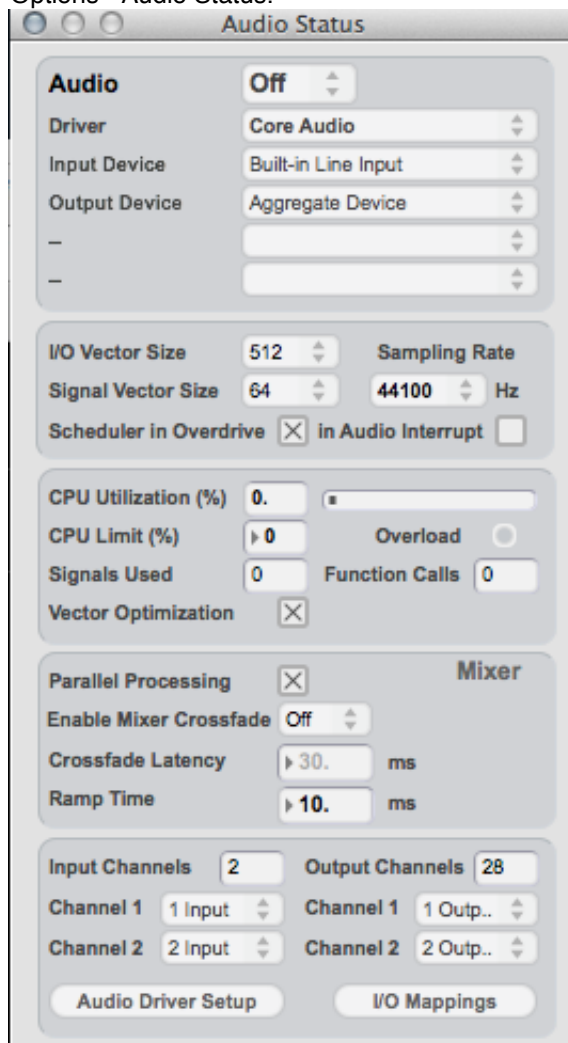 Options - Audio Status.
Audio Status
Audio Off
Driver Core Audio
Input Device Built-in Line Input
Output Device Aggregate Device
–
–
I/O Vector Size 512 Sampling Rate
Signal Vector Size 64 44100 Hz
Scheduler in Overdrive in Audio Interrupt
CPU Utilization (%) 0.
CPU Limit (%) 0 Overload
Signals Used 0 Function Calls 0
Vector Optimization
Mixer
Parallel Processing
Enable Mixer Crossfade Off
Crossfade Latency 30. ms
Ramp Time 10. ms
Input Channels 2 Output Channels 28
Channel 1 1 Input Channel 1 1 Outp..
Channel 2 2 Input Channel 2 2 Outp..
Audio Driver Setup I/O Mappings